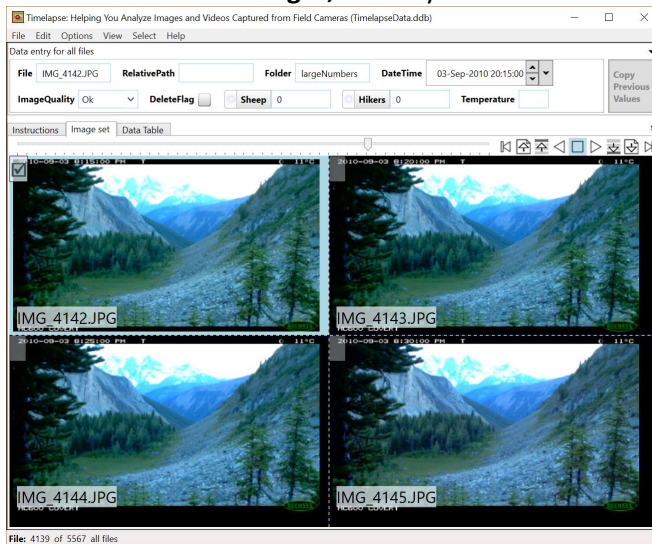 Timelapse: Helping You Analyze Images and Videos Captured from Field Cameras (TimelapseData.ddb)
File Edit Options View Select Help
Data entry for all files
File IMG_4142.JPG RelativePath Folder largeNumbers DateTime 03-Sep-2010 20:15:00
Copy Previous Values
ImageQuality Ok DeleteFlag Sheep 0 Hikers 0 Temperature
Instructions Image set Data Table
10-09-03 8:15:00 PM T 11°C
2010-09-03 8:20:00 PM T 11°C
IMG_4142.JPG
IMG_4143.JPG
2010-09-03 8:25:00 PM T 11°C
2010-09-03 8:30:00 PM T 11°C
IMG_4144.JPG
IMG_4145.JPG
File: 4139 of 5567 all files